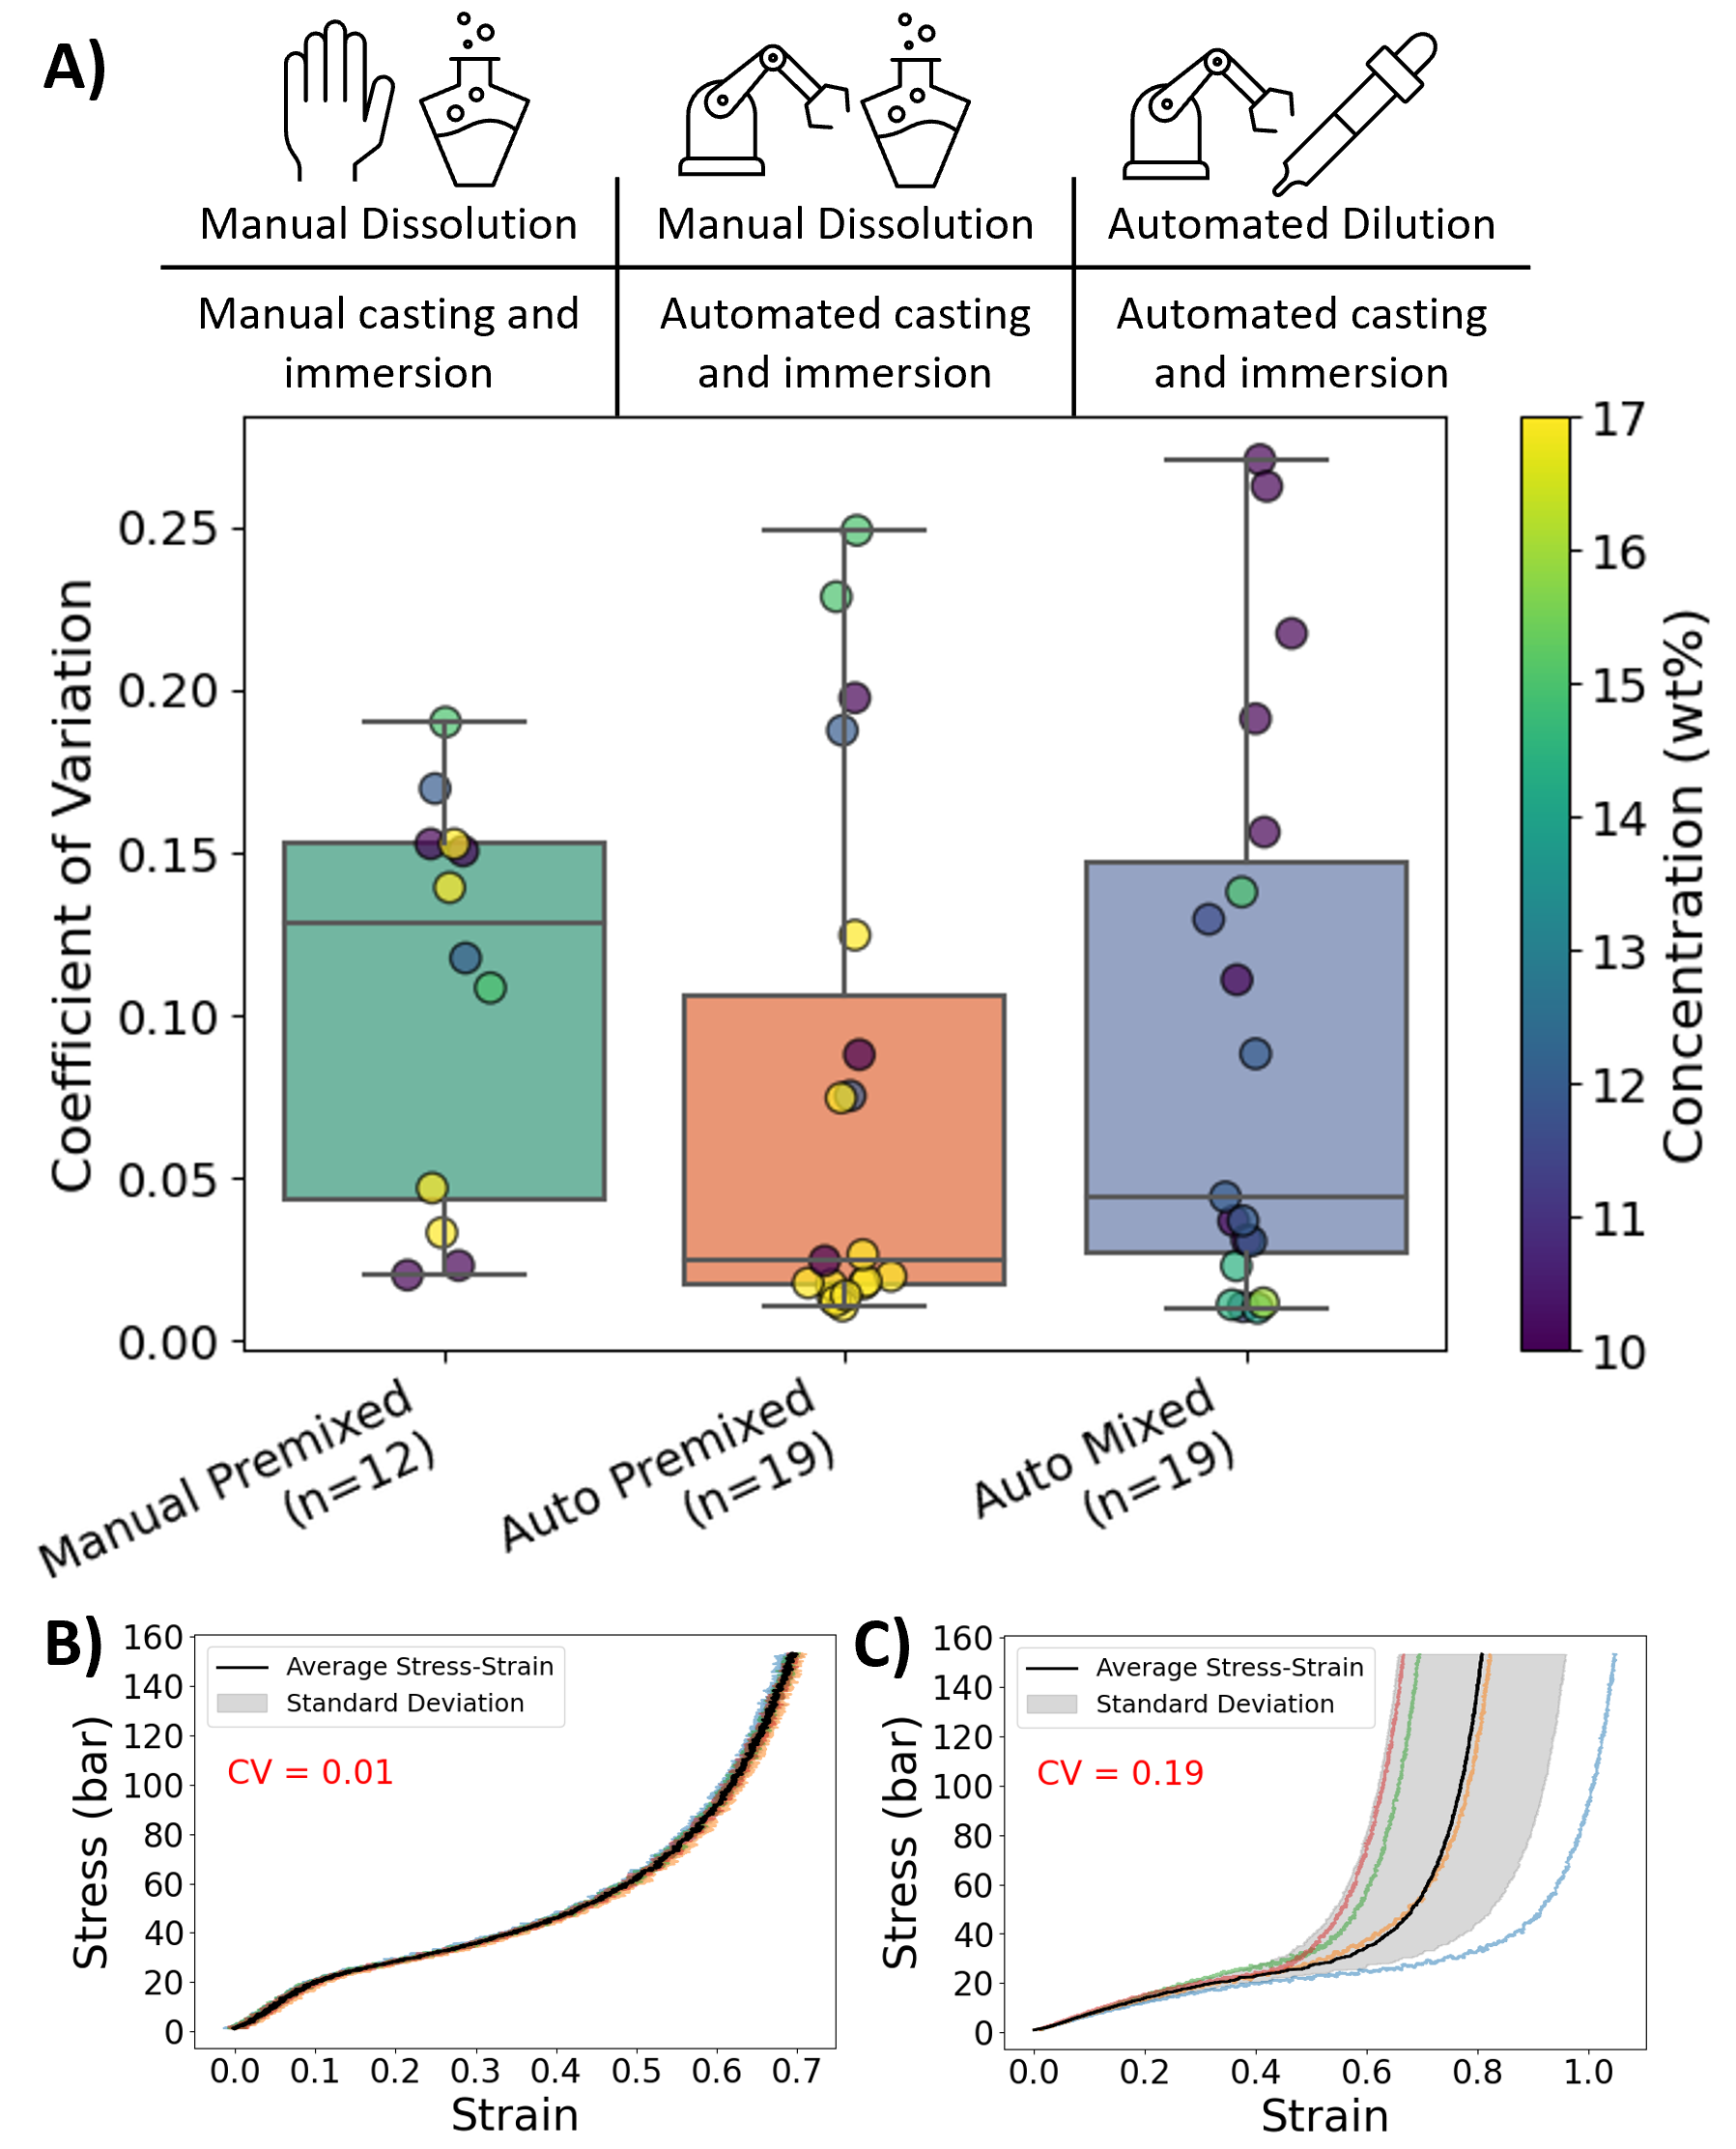 A)
Manual Dissolution
Manual Dissolution
Automated Dilution
Manual casting and
immersion
Automated casting
and immersion
Automated casting
and immersion
Coefficient of Variation
0.25
0.20
0.15
0.10
0.05
0.00
Manual Premixed
(n=12)
Auto Premixed
(n=19)
Auto Mixed
(n=19)
17
16
15
14
13
12
11
10
Concentration (wt%)
B)
Stress (bar)
160
140
120
100
80
60
40
20
0
Average Stress-Strain
Standard Deviation
CV = 0.01
0.0 0.1 0.2 0.3 0.4 0.5 0.6 0.7
Strain
C)
Stress (bar)
160
140
120
100
80
60
40
20
0
Average Stress-Strain
Standard Deviation
CV = 0.19
0.0 0.2 0.4 0.6 0.8 1.0
Strain